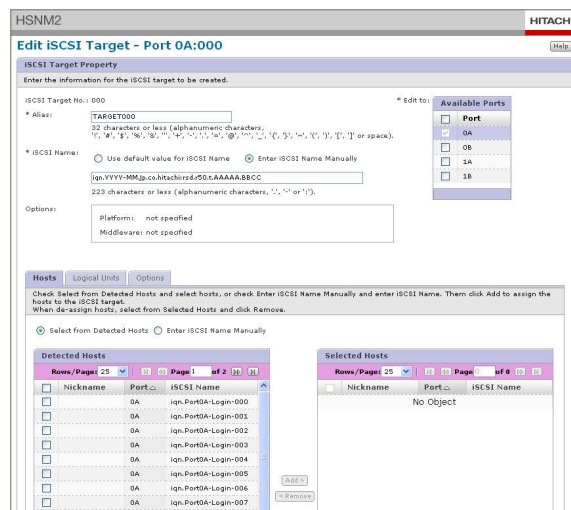 HSNM2
HITACH
Edit iSCSI Target - Port 0A:000
Help
iSCSI Target Property
Enter the information for the iSCSI target to be created.
iSCSI Target No.: 000
* Alias:
TARGET000
32 characters or less (alphanumeric characters,
'!', '#', '$', '%', '&', ''', '+', '-', '.', '=', '@', '^', '_', '{', '}', '~', '(', ')', '[', ']' or space).
* iSCSI Name:
Use default value for iSCSI Name
Enter iSCSI Name Manually
iqn.YYYY-MM.jp.co.hitachi:rsd.r50.t.AAAAA.BBCC
223 characters or less (alphanumeric characters, '.', '-' or ':').
Options:
Platform: not specified
Middleware: not specified
* Edit to:
Available Ports
Port
0A
0B
1A
1B
Hosts
Logical Units
Options
Check Select from Detected Hosts and select hosts, or check Enter iSCSI Name Manually and enter iSCSI Name. Them click Add to assign the
hosts to the iSCSI target.
When de-assign hosts, select from Selected Hosts and click Remove.
Select from Detected Hosts
Enter iSCSI Name Manually
Detected Hosts
Rows/Page: 25
Page 1 of 2
Nickname Port iSCSI Name
0A iqn.Port0A-Login-000
0A iqn.Port0A-Login-001
0A iqn.Port0A-Login-002
0A iqn.Port0A-Login-003
0A iqn.Port0A-Login-004
0A iqn.Port0A-Login-005
0A iqn.Port0A-Login-006
0A iqn.Port0A-Login-007
Add >
< Remove
Selected Hosts
Rows/Page: 25
Page 0 of 0
Nickname Port iSCSI Name
No Object